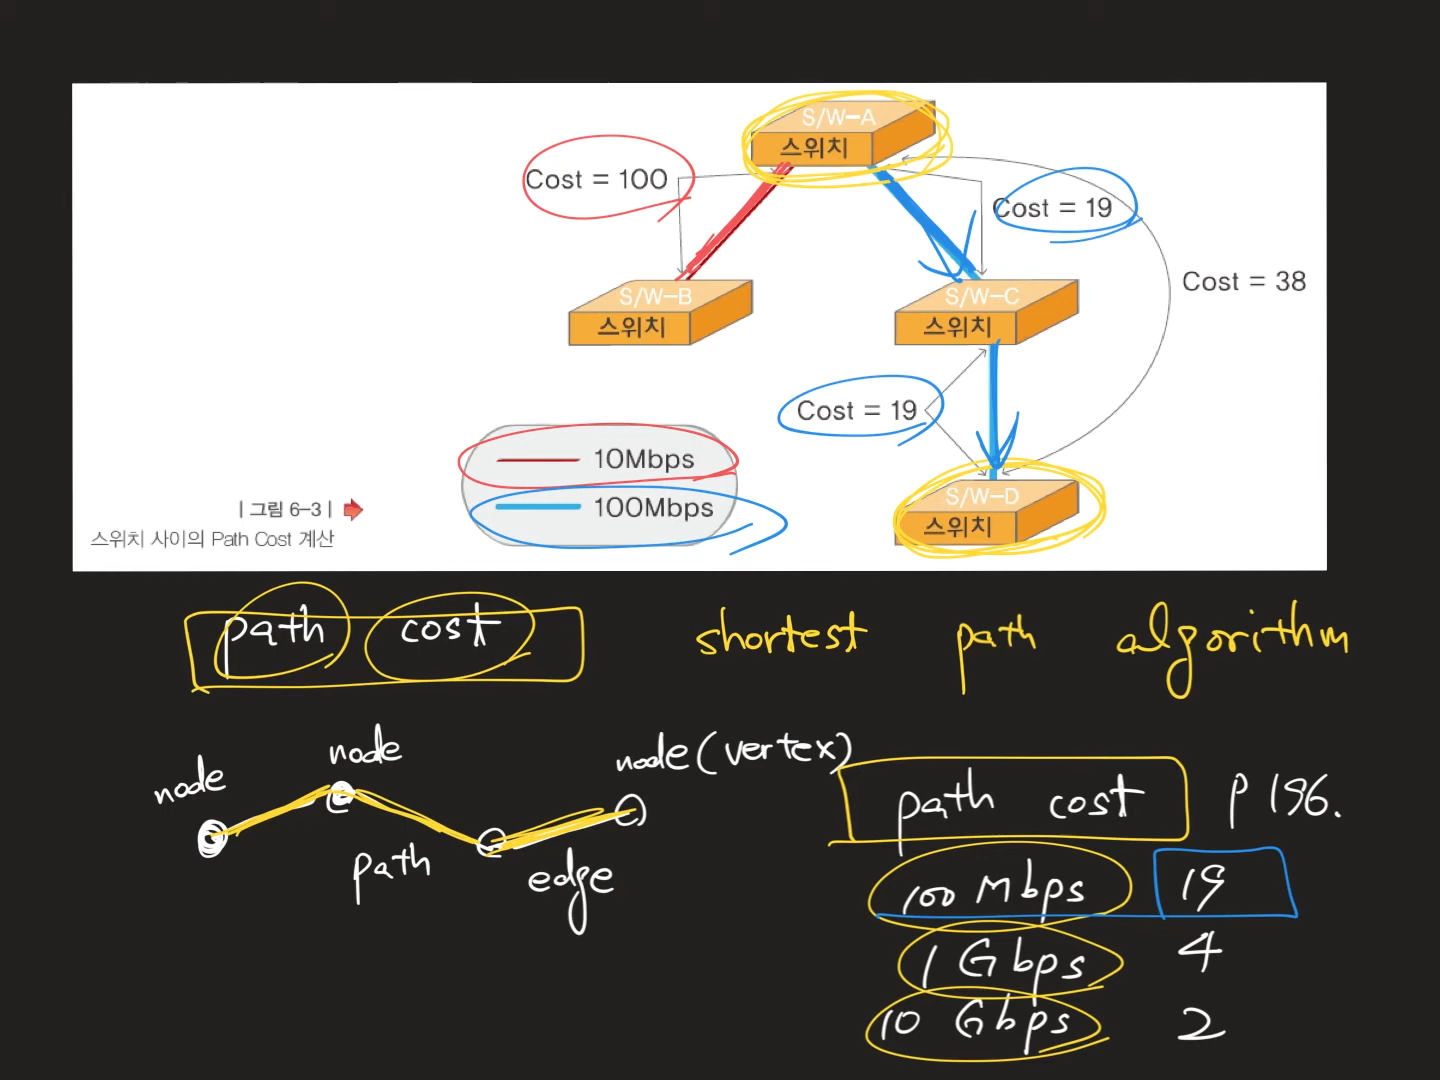 S/W-A
스위치
Cost = 100
Cost = 19
Cost = 38
S/W-B
스위치
S/W-C
스위치
Cost = 19
10Mbps
100Mbps
S/W-D
스위치
| 그림 6-3 |
스위치 사이의 Path Cost 계산
path cost
shortest path algorithm
node
node
node(vertex)
path
edge
path cost p 196.
100 Mbps 19
1 Gbps 4
10 Gbps 2